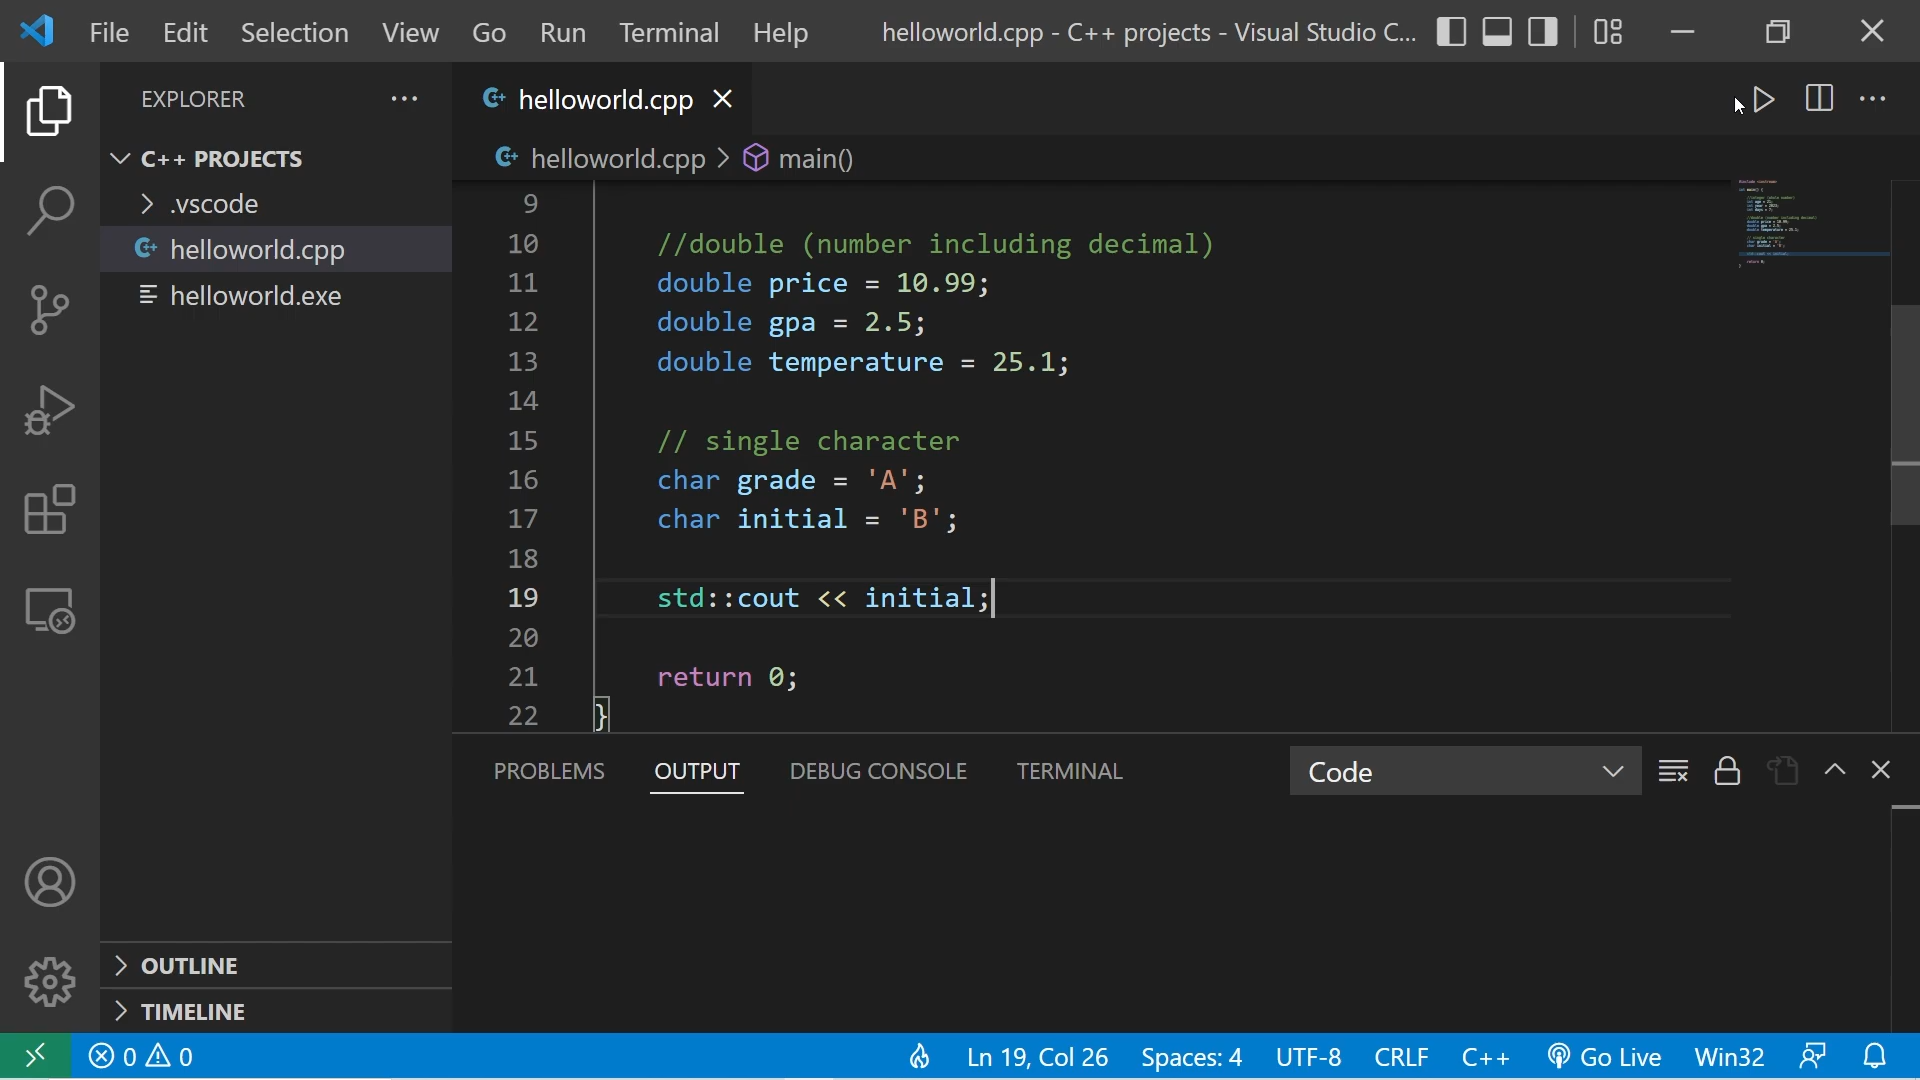 File Edit Selection View Go Run Terminal Help helloworld.cpp - C++ projects - Visual Studio C...
EXPLORER
helloworld.cpp
C++ PROJECTS
.vscode
helloworld.cpp
helloworld.exe
OUTLINE
TIMELINE
helloworld.cpp > main()
9
10 //double (number including decimal)
11 double price = 10.99;
12 double gpa = 2.5;
13 double temperature = 25.1;
14
15 // single character
16 char grade = 'A';
17 char initial = 'B';
18
19 std::cout << initial;
20
21 return 0;
22 }
PROBLEMS OUTPUT DEBUG CONSOLE TERMINAL Code
0 0 Ln 19, Col 26 Spaces: 4 UTF-8 CRLF C++ Go Live Win32